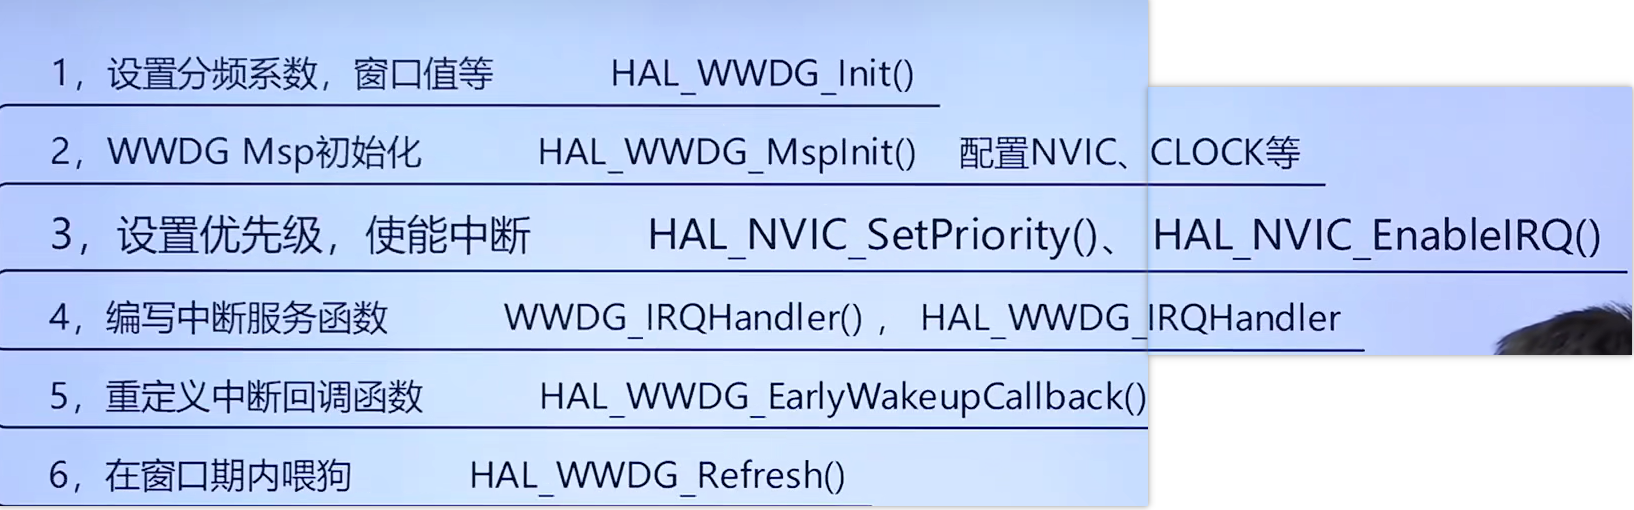 1，设置分频系数，窗口值等 HAL_WWDG_Init()
2，WWDG Msp初始化 HAL_WWDG_MspInit() 配置NVIC、CLOCK等
3，设置优先级，使能中断 HAL_NVIC_SetPriority()、 HAL_NVIC_EnableIRQ()
4，编写中断服务函数 WWDG_IRQHandler() ， HAL_WWDG_IRQHandler
5，重定义中断回调函数 HAL_WWDG_EarlyWakeupCallback()
6，在窗口期内喂狗 HAL_WWDG_Refresh()